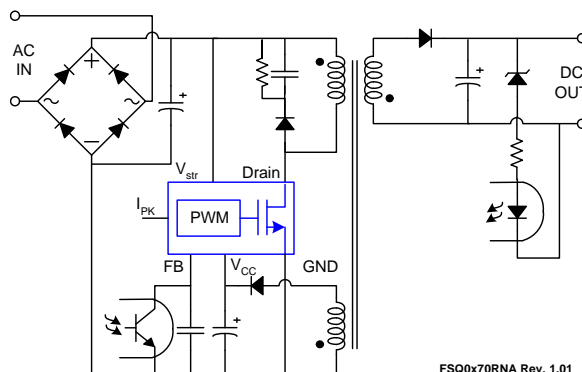 AC
IN
+
~
~
−
+
+
DC
OUT
Vstr
Drain
IPK
PWM
FB
VCC
GND
+
FSQ0x70RNA Rev. 1.01